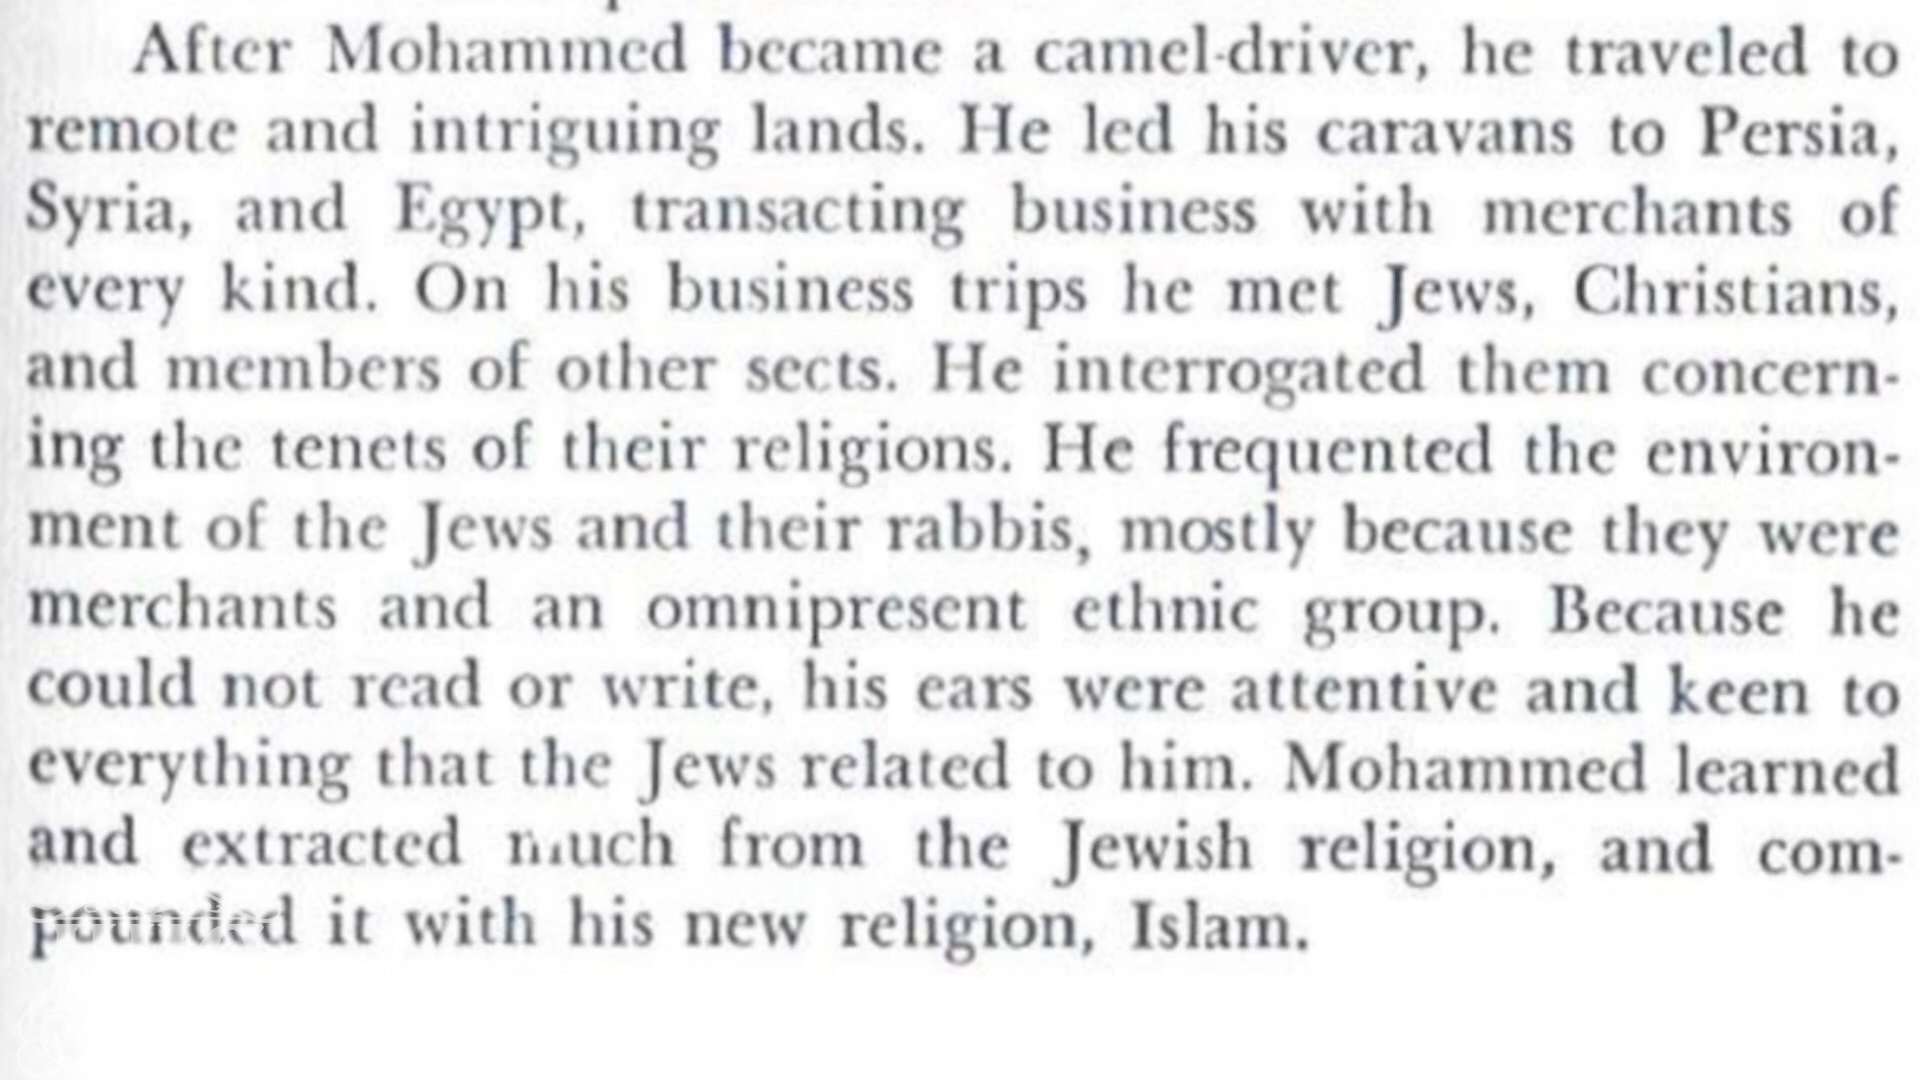 After Mohammed became a camel-driver, he traveled to
remote and intriguing lands. He led his caravans to Persia,
Syria, and Egypt, transacting business with merchants of
every kind. On his business trips he met Jews, Christians,
and members of other sects. He interrogated them concern-
ing the tenets of their religions. He frequented the environ-
ment of the Jews and their rabbis, mostly because they were
merchants and an omnipresent ethnic group. Because he
could not read or write, his ears were attentive and keen to
everything that the Jews related to him. Mohammed learned
and extracted much from the Jewish religion, and com-
pounded it with his new religion, Islam.